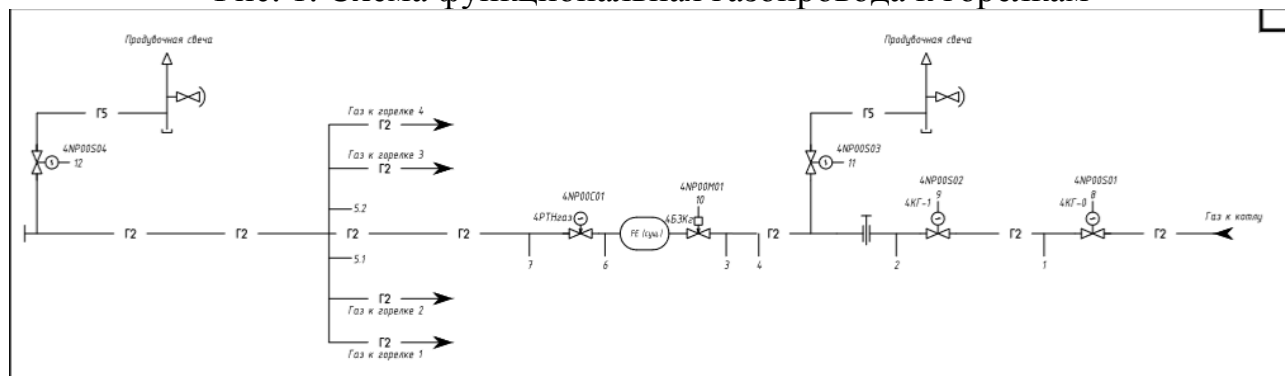 Рис. 1. Схема функциональная газопровода к горелкам
Продувочная свеча
Продувочная свеча
Г5
Газ к горелке 4
Г2
Г5
4NP00S04
12
Газ к горелке 3
Г2
4NP00S03
11
4NP00C01
4NP00M01
10
4NP00S02
9
4NP00S01
8
5.2
4РТНгаз
4БЗКг
4КГ-1
4КГ-0
Газ к котлу
Г2
Г2
Г2
Г2
FE (сущ.)
Г2
Г2
Г2
5.1
7
6
3
4
2
1
Г2
Газ к горелке 2
Г2
Газ к горелке 1